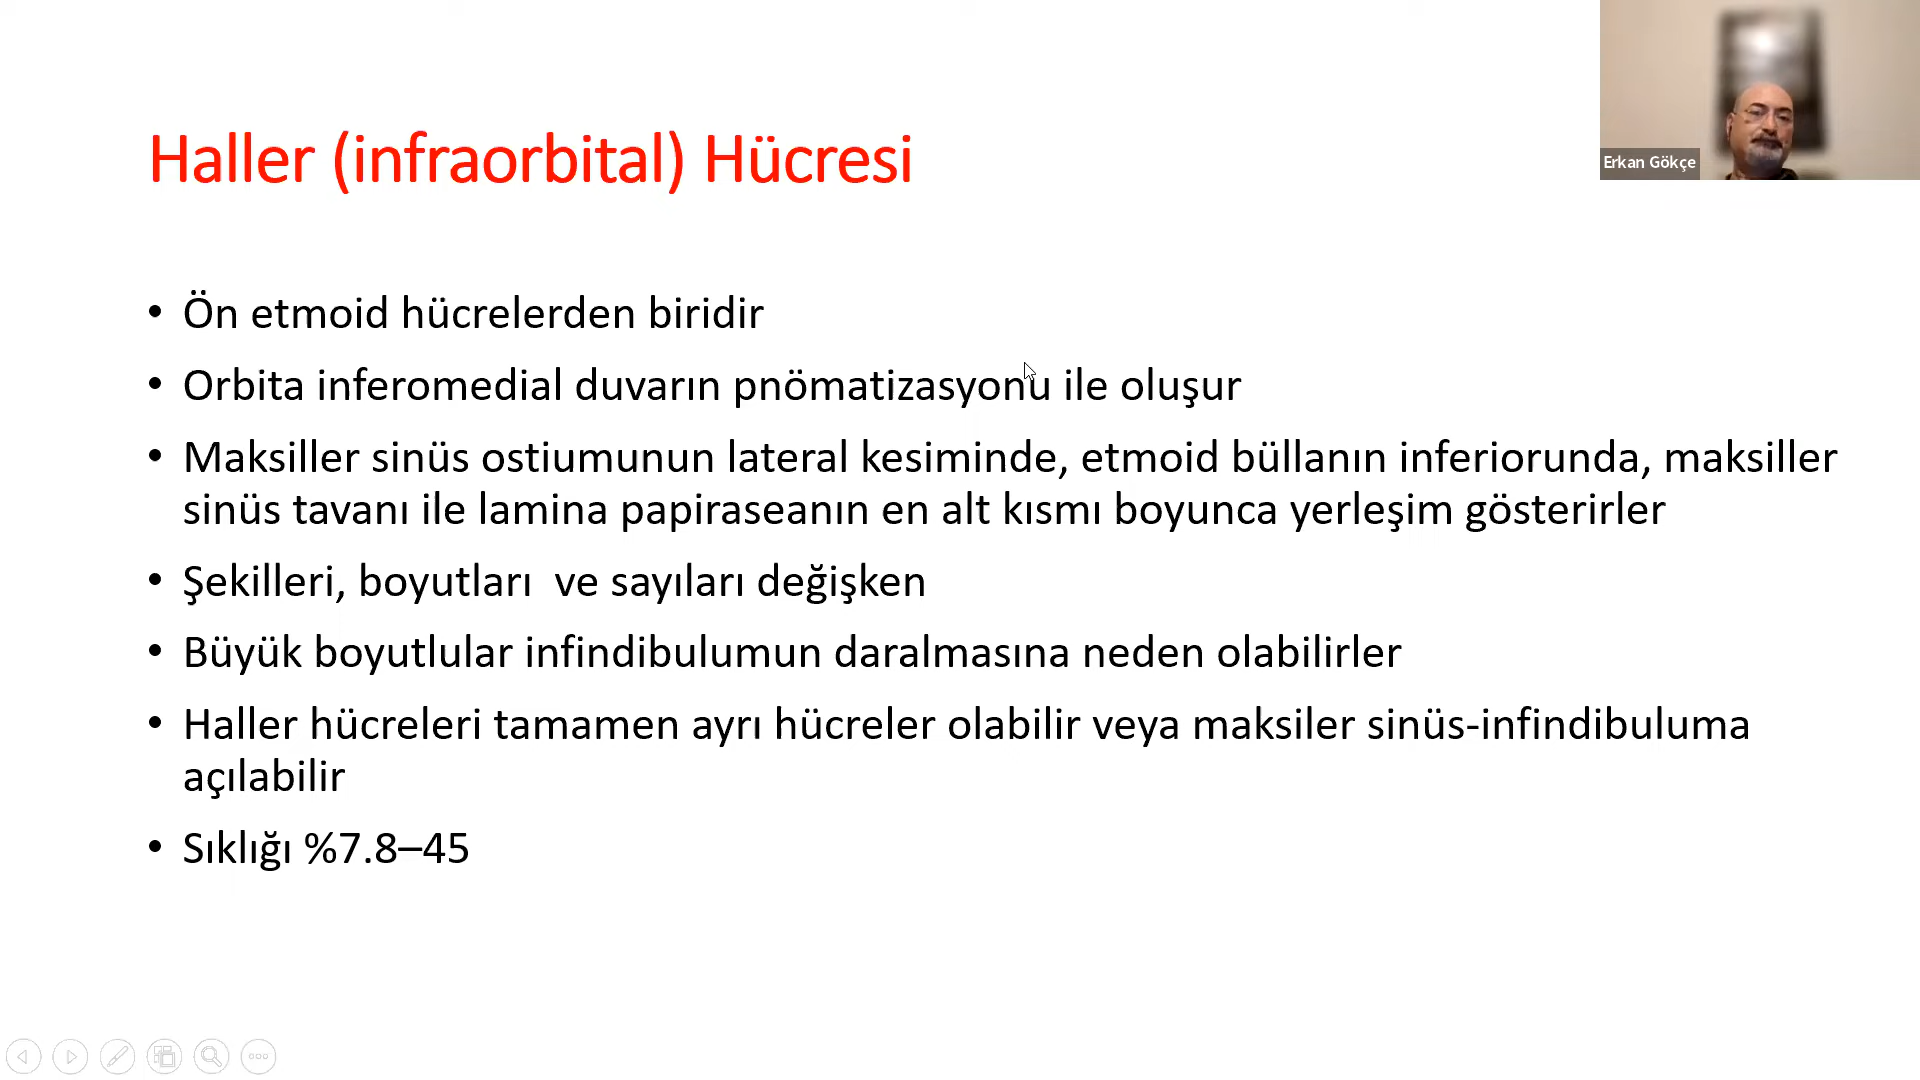 Haller (infraorbital) Hücresi
Erkan Gökçe
• Ön etmoid hücrelerden biridir
• Orbita inferomedial duvarın pnömatizasyonu ile oluşur
• Maksiller sinüs ostiumunun lateral kesiminde, etmoid büllanın inferiorunda, maksiller
sinüs tavanı ile lamina papiraseanın en alt kısmı boyunca yerleşim gösterirler
• Şekilleri, boyutları  ve sayıları değişken
• Büyük boyutlular infindibulumun daralmasına neden olabilirler
• Haller hücreleri tamamen ayrı hücreler olabilir veya maksiler sinüs-infindibuluma
açılabilir
• Sıklığı %7.8–45